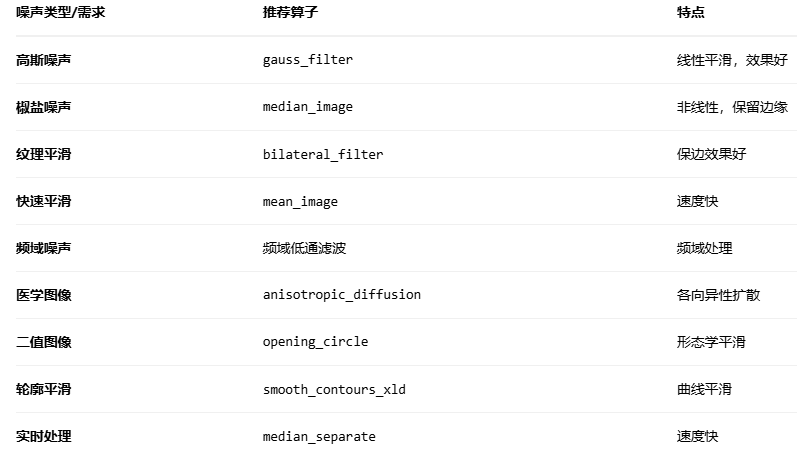 噪声类型/需求 推荐算子 特点
高斯噪声 gauss_filter 线性平滑，效果好
椒盐噪声 median_image 非线性，保留边缘
纹理平滑 bilateral_filter 保边效果好
快速平滑 mean_image 速度快
频域噪声 频域低通滤波 频域处理
医学图像 anisotropic_diffusion 各向异性扩散
二值图像 opening_circle 形态学平滑
轮廓平滑 smooth_contours_xld 曲线平滑
实时处理 median_separate 速度快